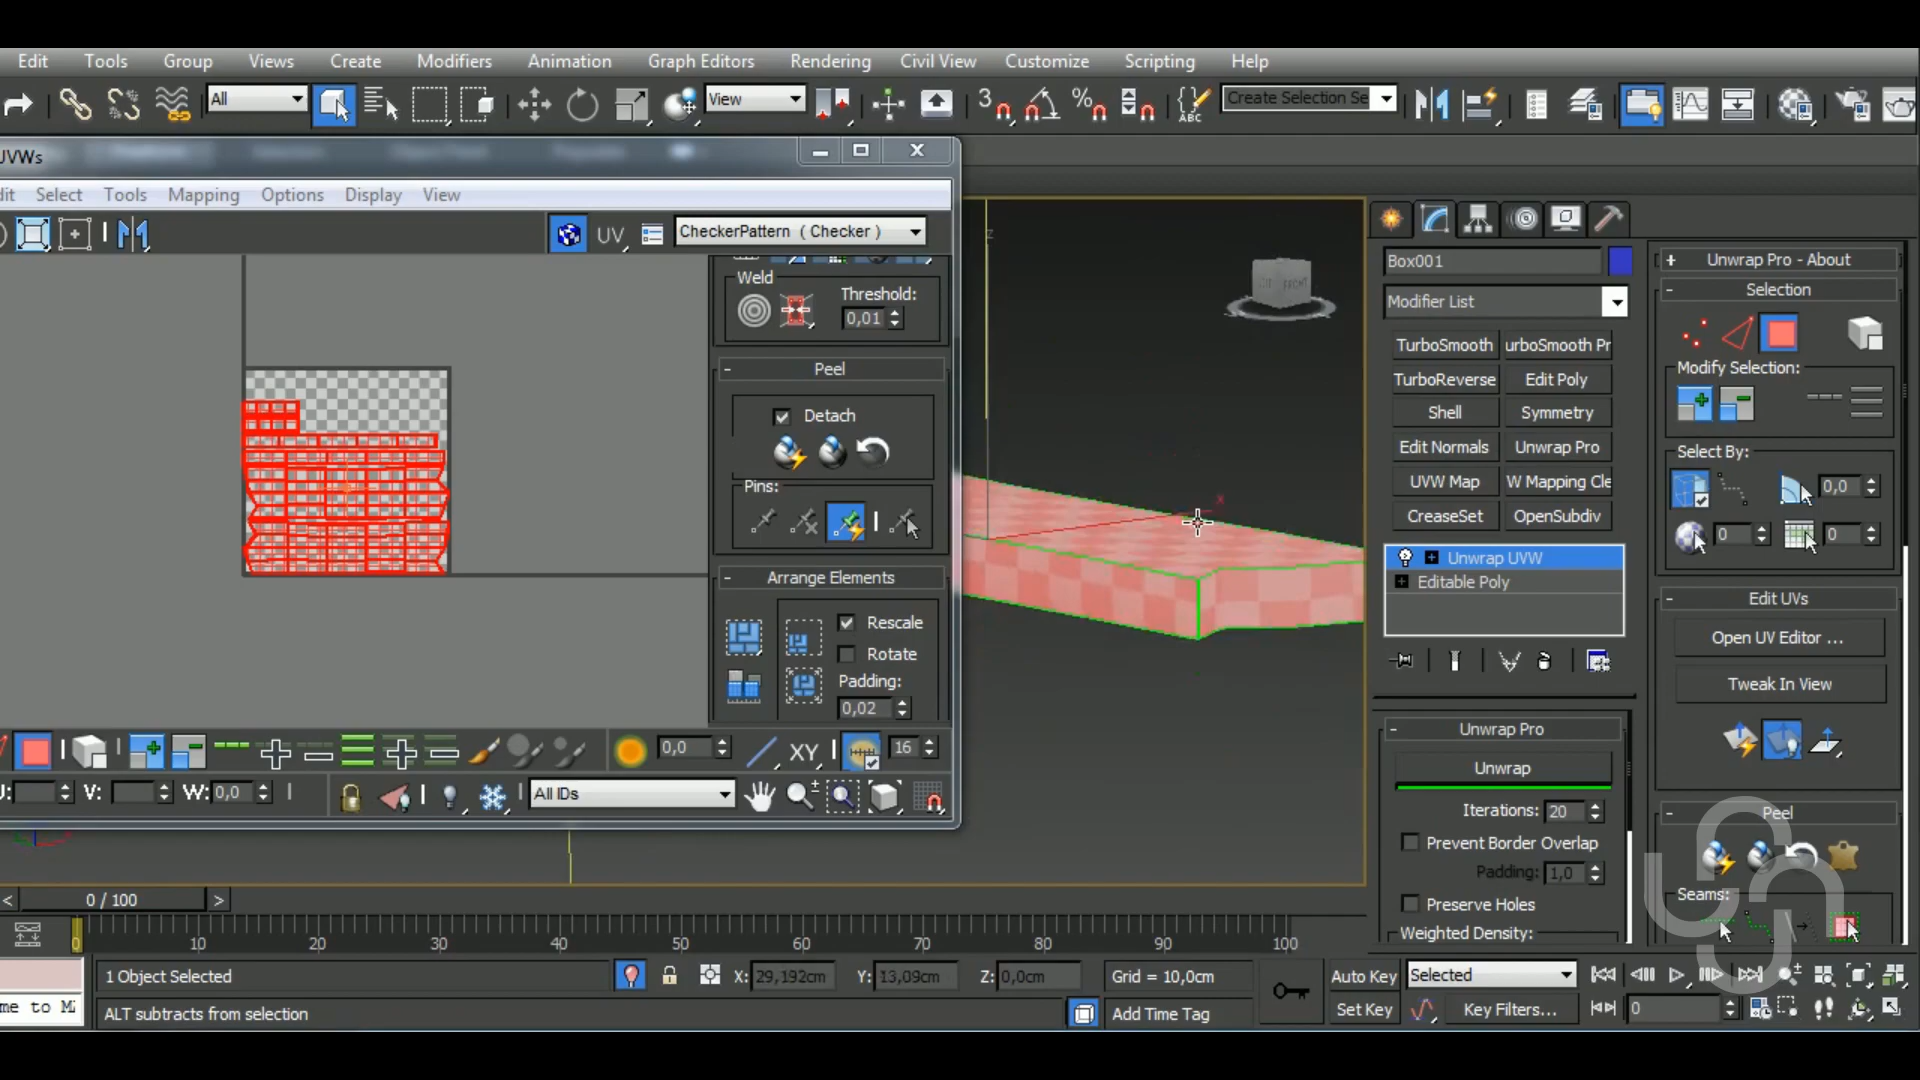 Edit Tools Group Views Create Modifiers Animation Graph Editors Rendering Civil View Customize Scripting Help
All View 3 % ABC Create Selection Se
UVWs
dit Select Tools Mapping Options Display View
UV CheckerPattern ( Checker )
Weld
Threshold:
0,01
- Peel
Detach
Pins:
- Arrange Elements
Rescale
Rotate
Padding:
0,02
0,0 XY 16
U: V: W: 0,0 All IDs
z
x
FRONT
Box001
Modifier List
TurboSmooth urboSmooth Pr
TurboReverse Edit Poly
Shell Symmetry
Edit Normals Unwrap Pro
UVW Map W Mapping Cle
CreaseSet OpenSubdiv
+ Unwrap UVW
+ Editable Poly
- Unwrap Pro
Unwrap
Iterations: 20
Prevent Border Overlap
Padding: 1,0
Preserve Holes
Weighted Density:
+ Unwrap Pro - About
- Selection
Modify Selection:
Select By:
0,0
0 0
- Edit UVs
Open UV Editor ...
Tweak In View
- Peel
Seams:
< 0 / 100 >
0 10 20 30 40 50 60 70 80 90 100
1 Object Selected X: 29,192cm Y: 13,09cm Z: 0,0cm Grid = 10,0cm Auto Key Selected
me to M
ALT subtracts from selection Add Time Tag Set Key Key Filters... 0